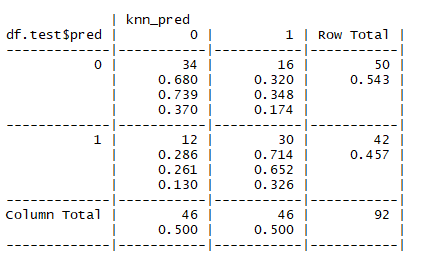 | knn_pred
df.test$pred |         0 |         1 | Row Total |
-------------|-----------|-----------|-----------|
           0 |        34 |        16 |        50 |
             |     0.680 |     0.320 |     0.543 |
             |     0.739 |     0.348 |           |
             |     0.370 |     0.174 |           |
-------------|-----------|-----------|-----------|
           1 |        12 |        30 |        42 |
             |     0.286 |     0.714 |     0.457 |
             |     0.261 |     0.652 |           |
             |     0.130 |     0.326 |           |
-------------|-----------|-----------|-----------|
Column Total |        46 |        46 |        92 |
             |     0.500 |     0.500 |           |
-------------|-----------|-----------|-----------|